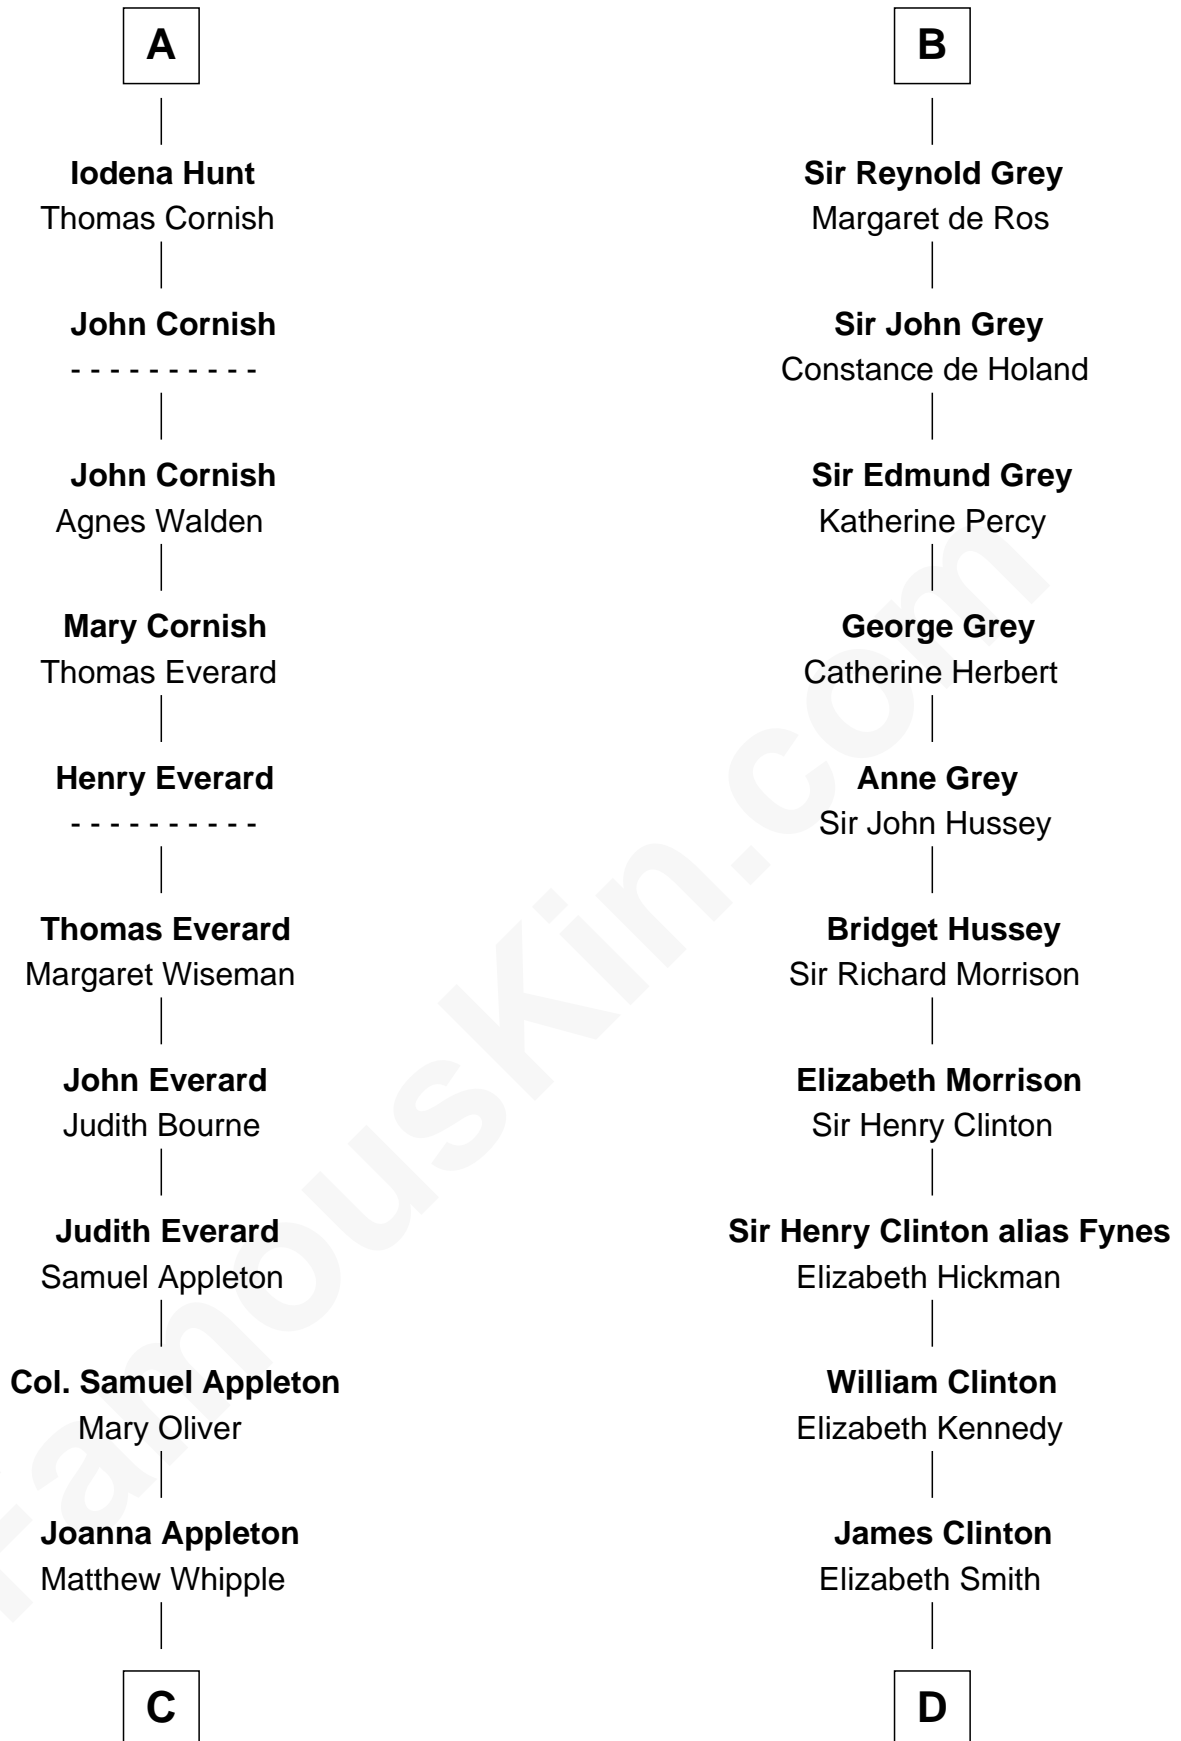 A
Iodena Hunt
Thomas Cornish
John Cornish
- - - - - - - - - -
John Cornish
Agnes Walden
Mary Cornish
Thomas Everard
Henry Everard
- - - - - - - - - -
Thomas Everard
Margaret Wiseman
John Everard
Judith Bourne
Judith Everard
Samuel Appleton
Col. Samuel Appleton
Mary Oliver
Joanna Appleton
Matthew Whipple
C
B
Sir Reynold Grey
Margaret de Ros
Sir John Grey
Constance de Holand
Sir Edmund Grey
Katherine Percy
George Grey
Catherine Herbert
Anne Grey
Sir John Hussey
Bridget Hussey
Sir Richard Morrison
Elizabeth Morrison
Sir Henry Clinton
Sir Henry Clinton alias Fynes
Elizabeth Hickman
William Clinton
Elizabeth Kennedy
James Clinton
Elizabeth Smith
D
FamousKin.com